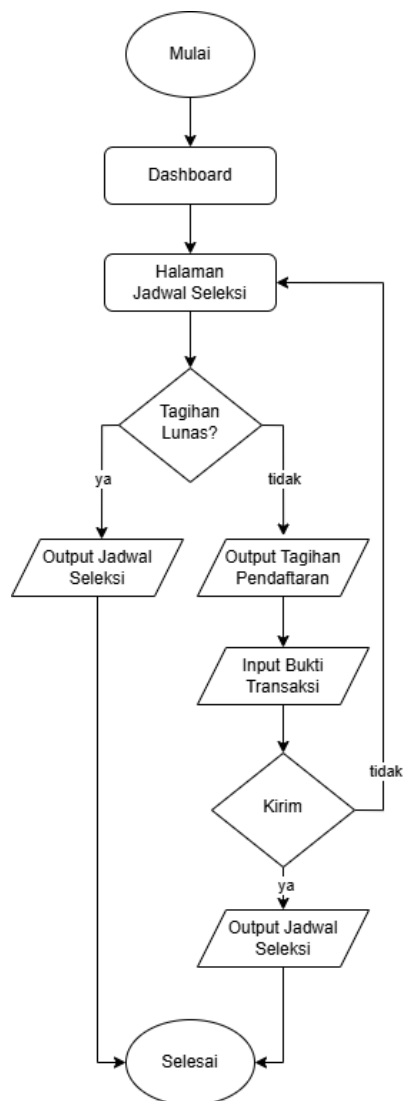 Mulai
Dashboard
Halaman
Jadwal Seleksi
Tagihan
Lunas?
ya
tidak
Output Jadwal
Seleksi
Output Tagihan
Pendaftaran
Input Bukti
Transaksi
Kirim
tidak
ya
Output Jadwal
Seleksi
Selesai